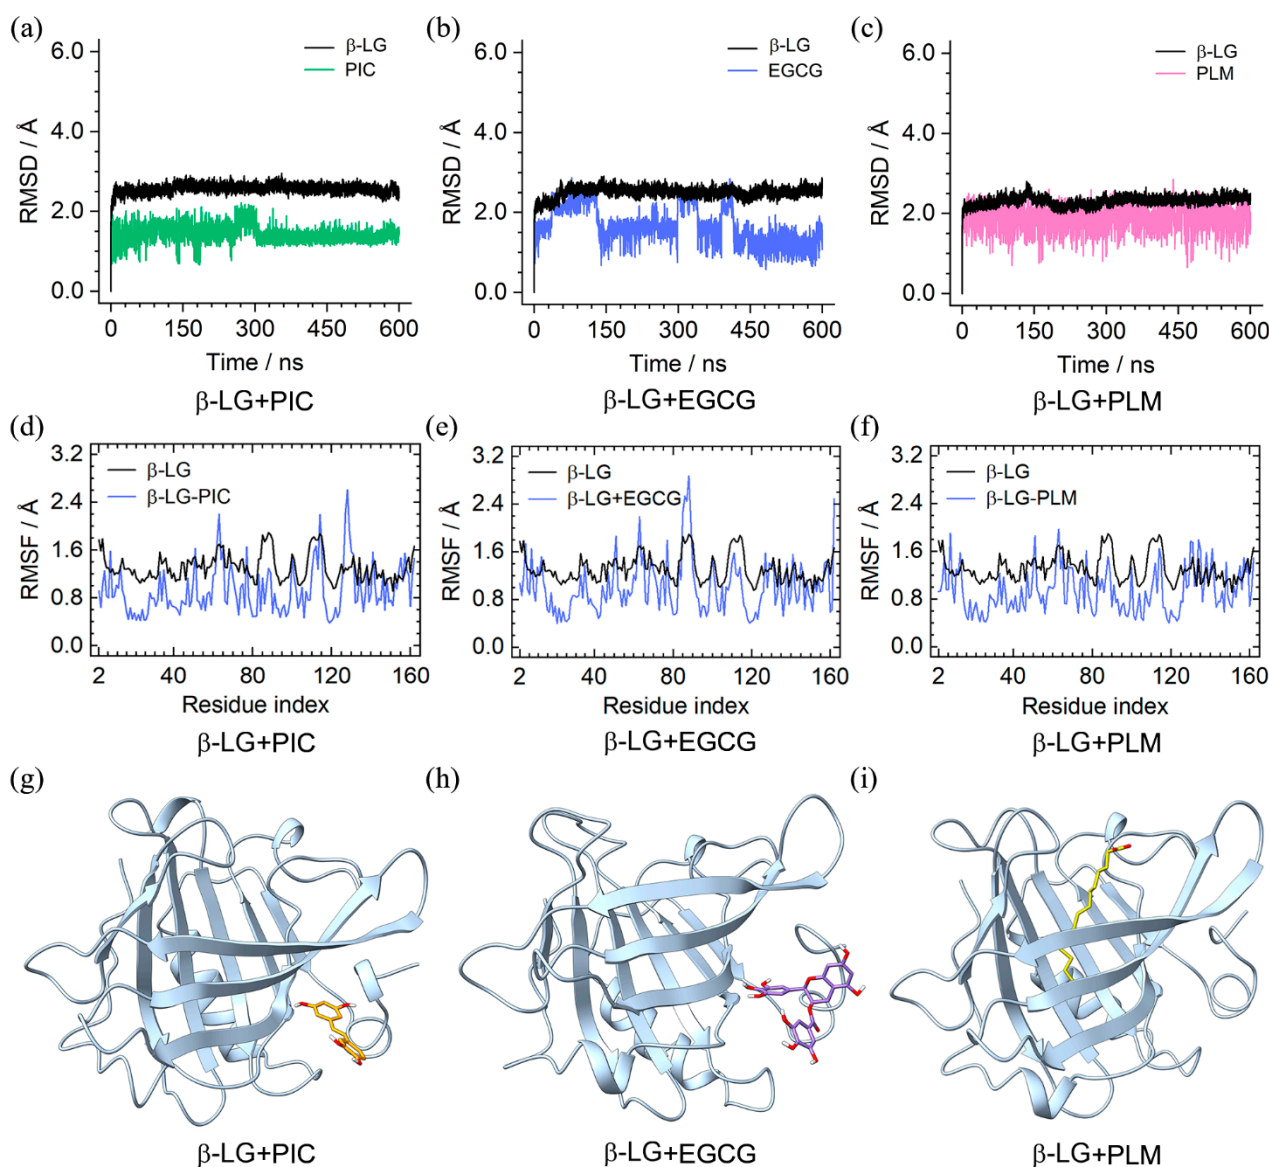 (a)
6.0
4.0
2.0
0.0
RMSD / Å
β-LG
PIC
0 150 300 450 600
Time / ns
β-LG+PIC
(b)
6.0
4.0
2.0
0.0
RMSD / Å
β-LG
EGCG
0 150 300 450 600
Time / ns
β-LG+EGCG
(c)
6.0
4.0
2.0
0.0
RMSD / Å
β-LG
PLM
0 150 300 450 600
Time / ns
β-LG+PLM
(d)
3.2
2.4
1.6
0.8
0.0
RMSF / Å
β-LG
β-LG-PIC
2 40 80 120 160
Residue index
β-LG+PIC
(e)
3.2
2.4
1.6
0.8
0.0
RMSF / Å
β-LG
β-LG+EGCG
2 40 80 120 160
Residue index
β-LG+EGCG
(f)
3.2
2.4
1.6
0.8
0.0
RMSF / Å
β-LG
β-LG-PLM
2 40 80 120 160
Residue index
β-LG+PLM
(g)
β-LG+PIC
(h)
β-LG+EGCG
(i)
β-LG+PLM